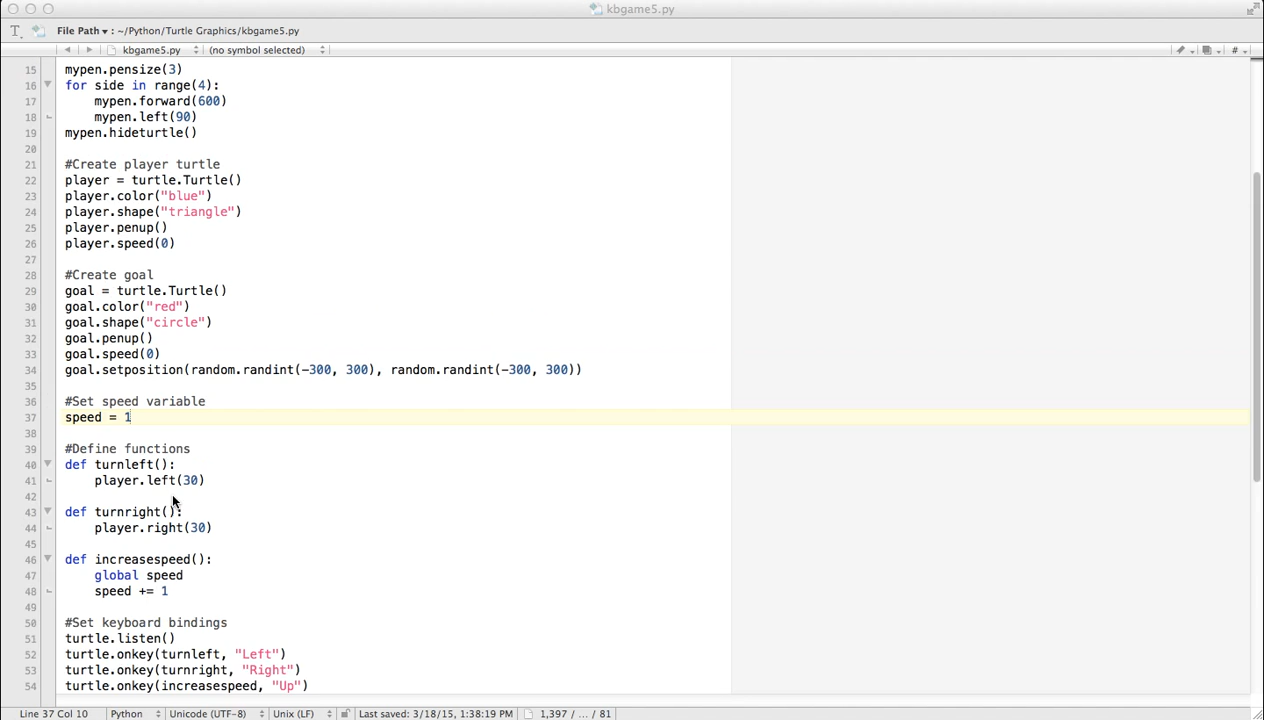 kbgame5.py
File Path ▾ : ~/Python/Turtle Graphics/kbgame5.py
kbgame5.py (no symbol selected) #
15 mypen.pensize(3)
16 for side in range(4):
17     mypen.forward(600)
18     mypen.left(90)
19 mypen.hideturtle()
20
21 #Create player turtle
22 player = turtle.Turtle()
23 player.color("blue")
24 player.shape("triangle")
25 player.penup()
26 player.speed(0)
27
28 #Create goal
29 goal = turtle.Turtle()
30 goal.color("red")
31 goal.shape("circle")
32 goal.penup()
33 goal.speed(0)
34 goal.setposition(random.randint(-300, 300), random.randint(-300, 300))
35
36 #Set speed variable
37 speed = 1
38
39 #Define functions
40 def turnleft():
41     player.left(30)
42
43 def turnright():
44     player.right(30)
45
46 def increasespeed():
47     global speed
48     speed += 1
49
50 #Set keyboard bindings
51 turtle.listen()
52 turtle.onkey(turnleft, "Left")
53 turtle.onkey(turnright, "Right")
54 turtle.onkey(increasespeed, "Up")
Line 37 Col 10 Python Unicode (UTF-8) Unix (LF) Last saved: 3/18/15, 1:38:19 PM 1,397 / ... / 81